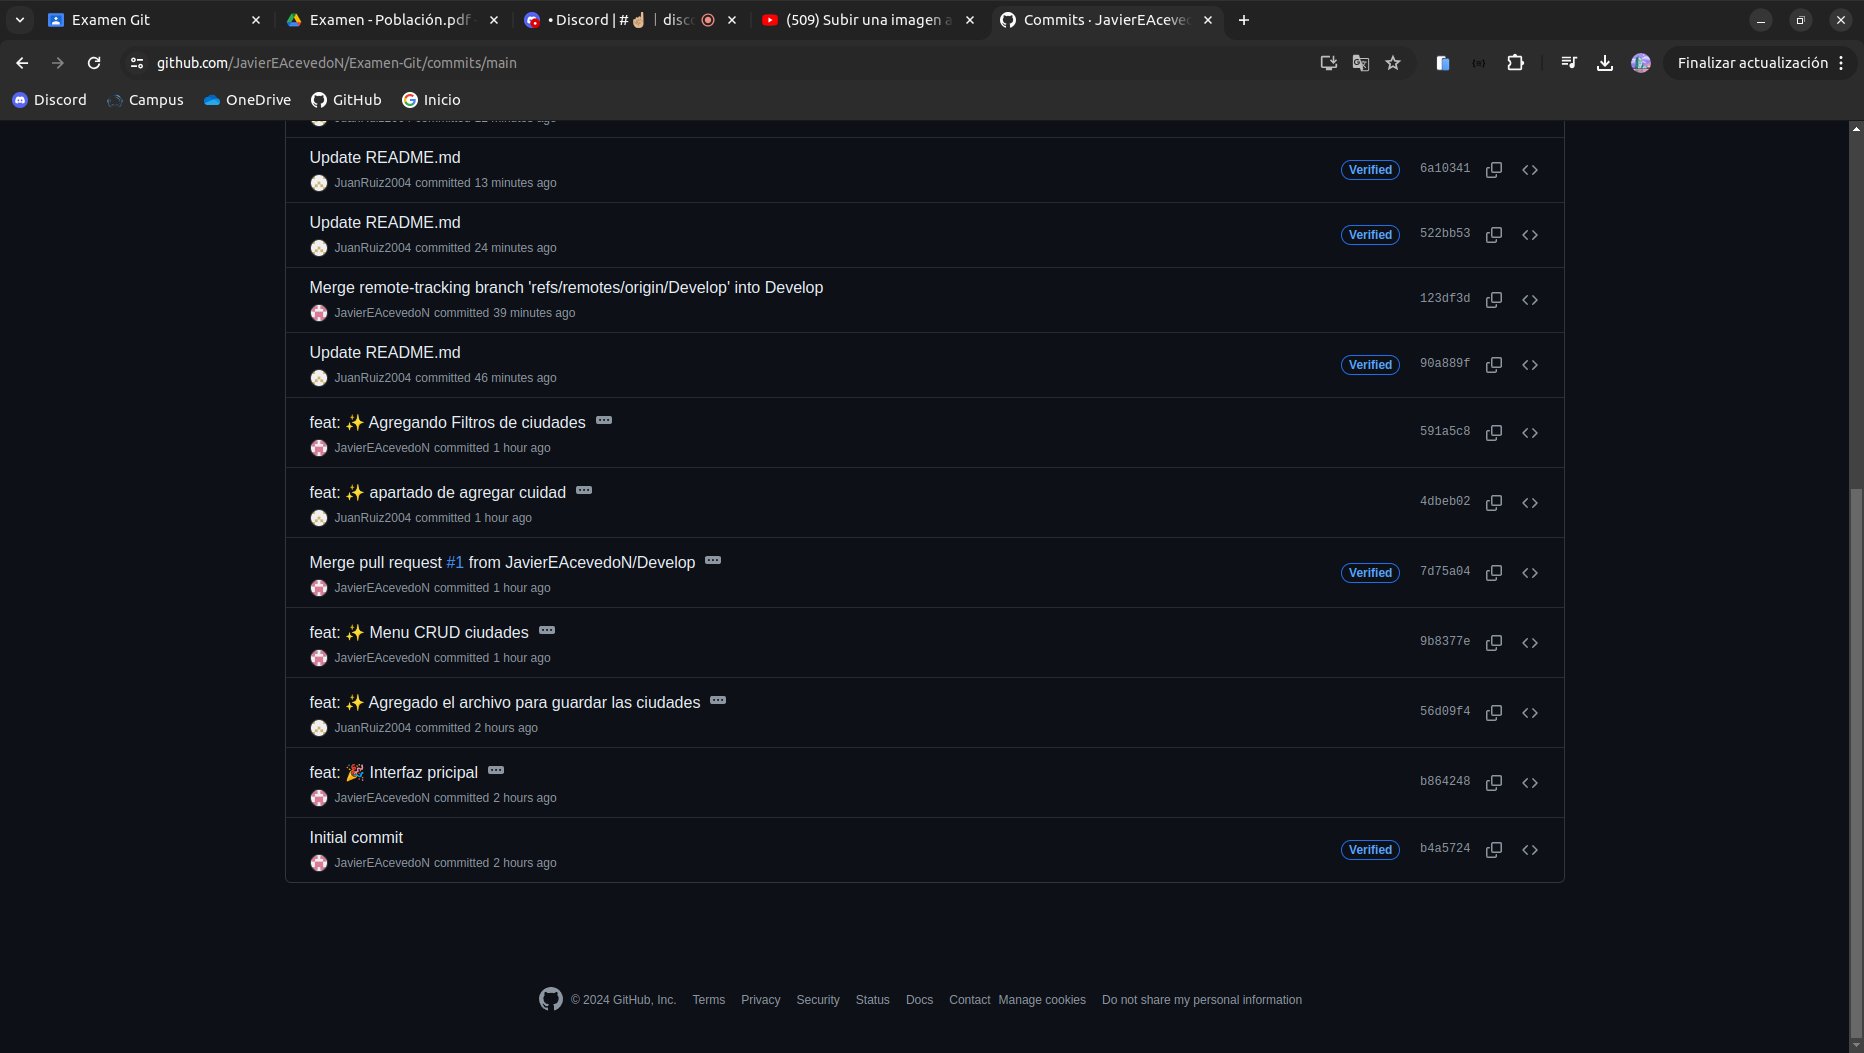 Examen Git
Examen - Población.pdf
• Discord | #☝🏼 | disc
(509) Subir una imagen a
Commits · JavierEAceved
github.com/JavierEAcevedoN/Examen-Git/commits/main
Finalizar actualización
Discord
Campus
OneDrive
GitHub
Inicio
JuanRuiz2004 committed 12 minutes ago
Update README.md
Verified
6a10341
JuanRuiz2004 committed 13 minutes ago
Update README.md
Verified
522bb53
JuanRuiz2004 committed 24 minutes ago
Merge remote-tracking branch 'refs/remotes/origin/Develop' into Develop
123df3d
JavierEAcevedoN committed 39 minutes ago
Update README.md
Verified
90a889f
JuanRuiz2004 committed 46 minutes ago
feat: ✨ Agregando Filtros de ciudades
591a5c8
JavierEAcevedoN committed 1 hour ago
feat: ✨ apartado de agregar cuidad
4dbeb02
JuanRuiz2004 committed 1 hour ago
Merge pull request #1 from JavierEAcevedoN/Develop
Verified
7d75a04
JavierEAcevedoN committed 1 hour ago
feat: ✨ Menu CRUD ciudades
9b8377e
JavierEAcevedoN committed 1 hour ago
feat: ✨ Agregado el archivo para guardar las ciudades
56d09f4
JuanRuiz2004 committed 2 hours ago
feat: 🎉 Interfaz pricipal
b864248
JavierEAcevedoN committed 2 hours ago
Initial commit
Verified
b4a5724
JavierEAcevedoN committed 2 hours ago
© 2024 GitHub, Inc.
Terms
Privacy
Security
Status
Docs
Contact
Manage cookies
Do not share my personal information